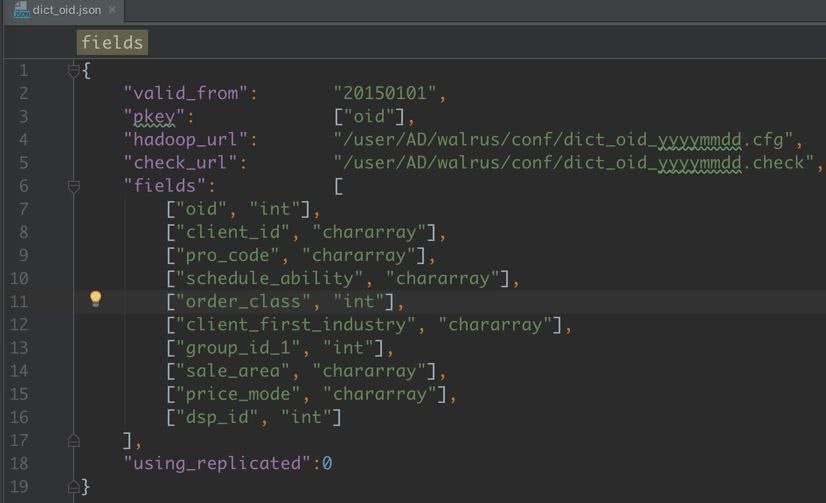 dict_oid.json ×
fields
1 {
2     "valid_from":       "20150101",
3     "pkey":             ["oid"],
4     "hadoop_url":       "/user/AD/walrus/conf/dict_oid_yyyymmdd.cfg",
5     "check_url":        "/user/AD/walrus/conf/dict_oid_yyyymmdd.check",
6     "fields":           [
7         ["oid", "int"],
8         ["client_id", "chararray"],
9         ["pro_code", "chararray"],
10         ["schedule_ability", "chararray"],
11         ["order_class", "int"],
12         ["client_first_industry", "chararray"],
13         ["group_id_1", "int"],
14         ["sale_area", "chararray"],
15         ["price_mode", "chararray"],
16         ["dsp_id", "int"]
17     ],
18     "using_replicated":0
19 }